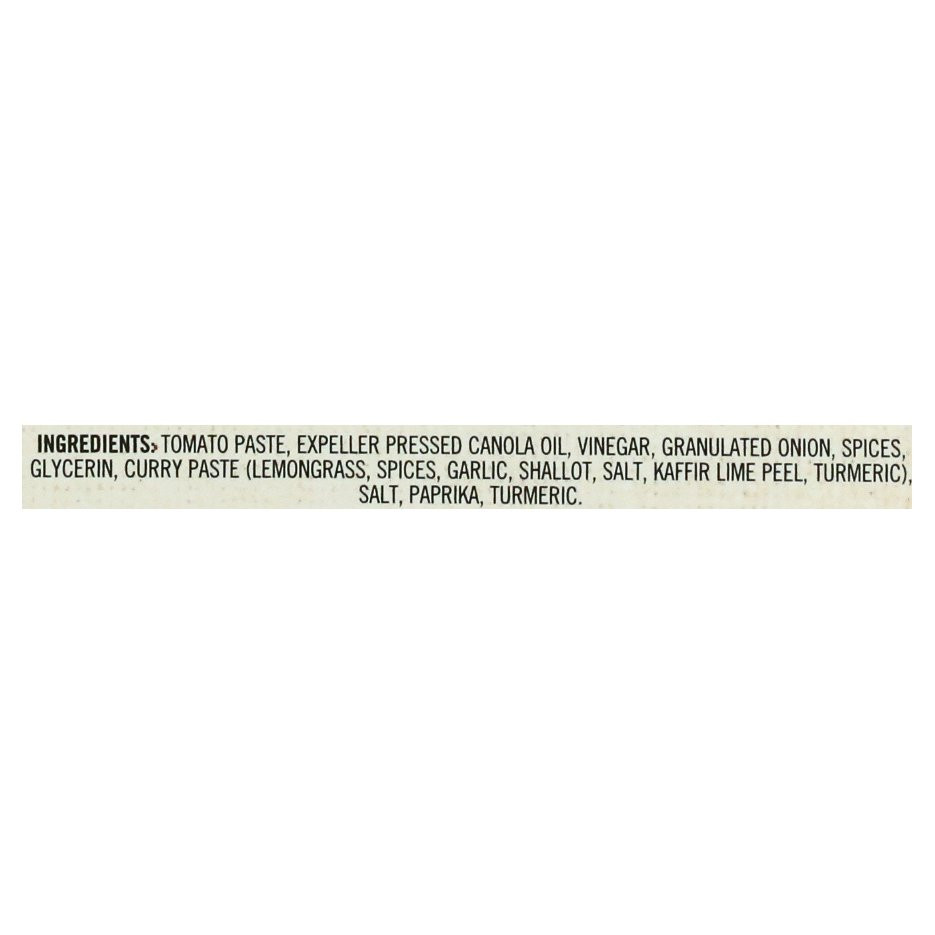 INGREDIENTS: TOMATO PASTE, EXPELLER PRESSED CANOLA OIL, VINEGAR, GRANULATED ONION, SPICES,
GLYCERIN, CURRY PASTE (LEMONGRASS, SPICES, GARLIC, SHALLOT, SALT, KAFFIR LIME PEEL, TURMERIC),
SALT, PAPRIKA, TURMERIC.